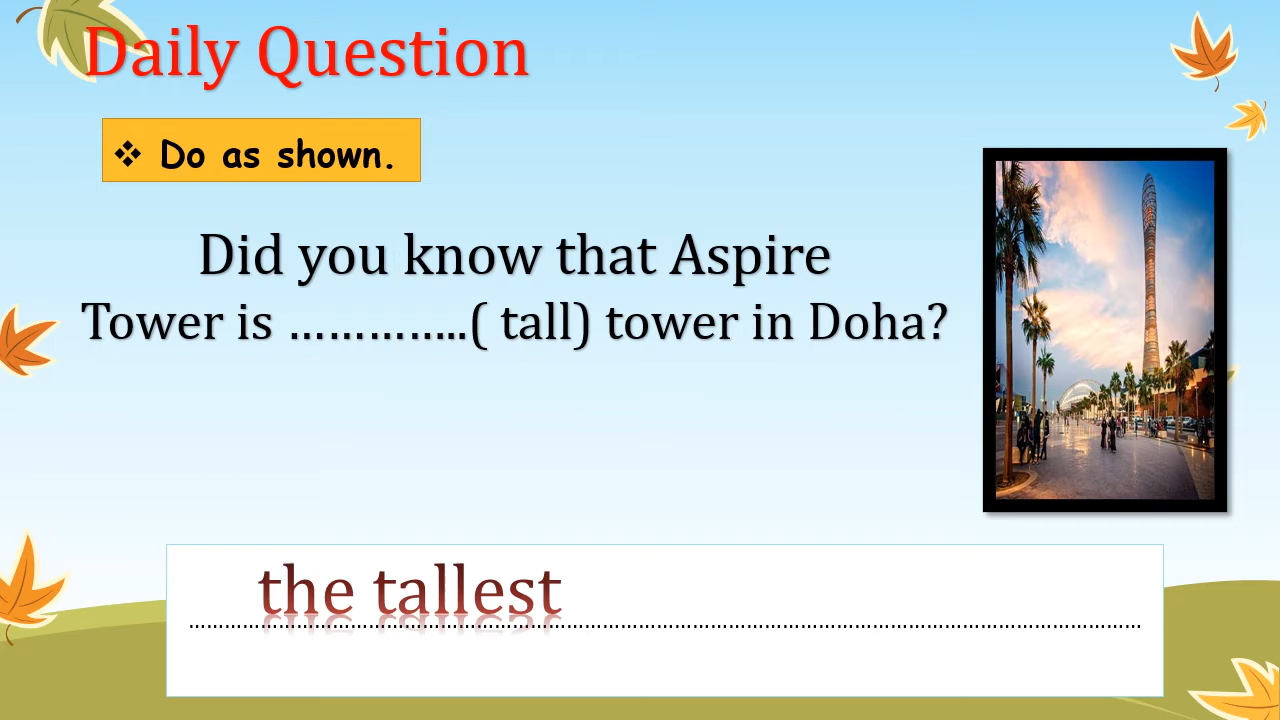 Daily Question
❖ Do as shown.
Did you know that Aspire
Tower is …………..( tall) tower in Doha?
the tallest